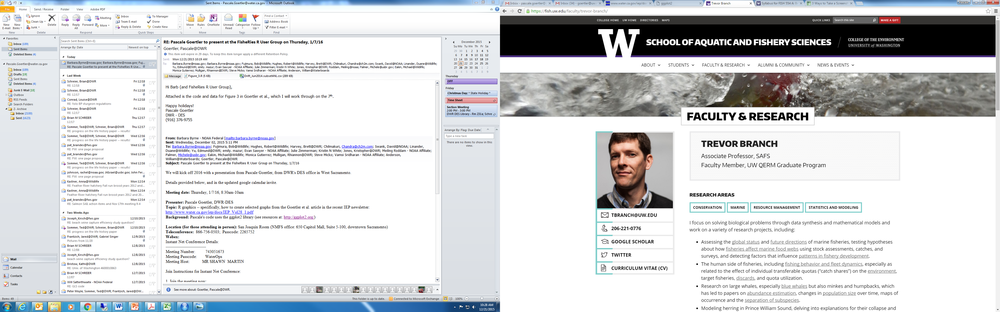 Sent Items - Pascale.Goertler@water.ca.gov - Microsoft Outlook
File
Home
Send / Receive
Folder
View
Adobe PDF
New E-mail
New Items
Ignore
Clean Up
Junk
Delete
Reply
Reply All
Forward
Meeting
More
Inbox
Team E-mail
Reply & Delete
To Manager
Done
Create New
Move
Rules
OneNote
Unread/ Read
Categorize
Follow Up
Find a Contact
Address Book
Filter E-mail
New
Delete
Respond
Quick Steps
Move
Tags
Find
Favorites
Inbox (189)
Sent Items
Deleted Items (4)
Pascale.Goertler@water.ca.gov
Inbox (189)
Drafts [19]
Sent Items
Deleted Items (4)
Junk E-Mail [18]
Outbox
RSS Feeds
Search Folders
Z- Archive
Inbox (2100)
Sent (1623)
Mail
Calendar
Contacts
Tasks
Items: 49
Search Sent Items (Ctrl+E)
Arrange By: Date
Newest on top
Today
Barbara.Byrne@noaa.gov; Barbara.Byrne@noaa.gov; Fuj...
RE: Pascale Goertler to present at the FisheRies R Use...
Last Week
Schreier, Brian@DWR Fri 12/18
RE: 12/18
Schreier, Brian@DWR Fri 12/18
RE: 12/17
Conrad, Louise@DWR Fri 12/18
RE: Yolo BP sturgeon regulations
Schreier, Brian@DWR Fri 12/18
RE: 12/17
Brian M SCHREIER Thu 12/17
12/17
Sommer, Ted@DWR; Schreier, Brian@DWR Thu 12/17
RE: progress on the life history paper -- results!
Sommer, Ted@DWR; Schreier, Brian@DWR Wed 12/16
RE: progress on the life history paper -- results!
pat_brandes@fws.gov Wed 12/16
RE: FW: one page proposal
pat_brandes@fws.gov Wed 12/16
RE: FW: one page proposal
Sommer, Ted@DWR; Schreier, Brian@DWR Wed 12/16
RE: progress on the life history paper -- results!
johnson, rachel@noaa.gov; JAIsrael@usbr.gov; John Fer...
RE: FW: one page proposal
Kastner, Anna@Wildlife Mon 12/14
RE: Feather River hatchery Fall run brood years 2012 and...
Kastner, Anna@Wildlife Mon 12/14
Feather River hatchery Fall run brood years 2012 and 20...
pat_brandes@fws.gov Mon 12/14
RE: Salmon SAIL action items and Nov 17th meeting 9-4
Two Weeks Ago
Joseph_Kirsch@fws.gov 12/10/2015
RE: beach seine capture efficiency study question?
Sommer, Ted@DWR; Schreier, Brian@DWR 12/10/2015
RE: progress on the life history paper
Frantzich, Jared@DWR; Gabriel Singer 12/9/2015
Pictures from 11/20
Brian M SCHREIER 12/8/2015
RE: 12/08
Joseph_Kirsch@fws.gov 12/8/2015
beach seine capture efficiency study question?
Bristow, Kathi@DWR 12/8/2015
RE: Univ. of Washington 4600010863
Brian M SCHREIER 12/7/2015
12/07
Will Satterthwaite - NOAA Federal 12/7/2015
RE: GLS code
Peter Moyle; Sommer, Ted@DWR; Frantzich, Jared@DW...
RE: Pascale Goertler to present at the FisheRies R User Group on Thursday, 1/7/16
Goertler, Pascale@DWR
This item will expire in 29 days. To keep this item longer apply a different Retention Policy.
Sent: Mon 12/21/2015 10:19 AM
To: Barbara.Byrne@noaa.gov; Barbara.Byrne@noaa.gov; Fujimura, Bob@Wildlife; Hughes, Robert@Wildlife; Harvey, Brett@DWR; Chilmakuri, Chandra@ch2m.com; Swank, David@NOAA; Linander, Duane@Wildlife;
Yu, Edmund@DWR; emily. mazur; Evan Sawyer - NOAA Affiliate; Julie Zimmerman; Kristin N White; Jones, Kristopher@DWR; Roddam, Meiling@noaa; Palmer, Michele@usbr.gov; Eakin, Michael@Wildlife;
Monica Gutierrez; Mulligan, Rhiannon@DWR; Steve Micko; Vamsi Sridharan - NOAA Affiliate; Anderson, William@Waterboards
Message Figure_3.R (5 KB) Drift_Jun2014.subset4NL.csv (289 KB)
Hi Barb (and FisheRies R User Group),
Attached is the code and data for Figure 3 in Goertler et al., which I will work through on the 7th.
Happy holidays!
Pascale Goertler
DWR - DES
(916) 376-9755
From: Barbara Byrne - NOAA Federal [mailto:barbara.byrne@noaa.gov]
Sent: Wednesday, December 02, 2015 5:11 PM
To: Barbara.Byrne@noaa.gov; Fujimura, Bob@Wildlife; Hughes, Robert@Wildlife; Harvey, Brett@DWR; Chilmakuri, Chandra@ch2m.com; Swank, David@NOAA; Linander,
Duane@Wildlife; Yu, Edmund@DWR; emily. mazur; Evan Sawyer - NOAA Affiliate; Julie Zimmerman; Kristin N White; Jones, Kristopher@DWR; Meiling Roddam - NOAA Affiliate;
Palmer, Michele@usbr.gov; Eakin, Michael@Wildlife; Monica Gutierrez; Mulligan, Rhiannon@DWR; Steve Micko; Vamsi Sridharan - NOAA Affiliate; Anderson,
William@Waterboards; Goertler, Pascale@DWR
Subject: Pascale Goertler to present at the FisheRies R User Group on Thursday, 1/7/16
We will kick off 2016 with a presentation from Pascale Goertler, from DWR's DES office in West Sacramento.
Details provided below, and in the updated google calendar invite.
Meeting date: Thursday, 1/7/16, 8:30am-10am
Presenter: Pascale Goertler, DWR-DES
Topic: R graphics -- specifically, how to create selected graphs from the Goertler et al. article in the recent IEP newsletter:
http://www.water.ca.gov/iep/docs/IEP_Vol28_1.pdf
Background: Pascale's code uses the ggplot2 library (see resources at: http://ggplot2.org/)
Location (for those attending in person): San Joaquin Room (NMFS office: 650 Capitol Mall, Suite 5-100, downtown Sacramento)
Teleconference: 866-756-0503; Passcode: 2265752
Webex:
Instant Net Conference Details:
-------------------------------
Meeting Number: 743051673
Meeting Passcode: WaterOps
Meeting Host: MR SHAWN MARTIN
Join Instructions for Instant Net Conference:
1. Join the meeting now:
See more about: Goertler, Pascale@DWR.
This folder is up to date.
Connected to Microsoft Exchange
100%
December 2015
Su Mo Tu We Th Fr Sa
29 30 1 2 3 4 5
6 7 8 9 10 11 12
13 14 15 16 17 18 19
20 21 22 23 24 25 26
27 28 29 30 31 1 2
3 4 5 6 7 8 9
Thursday
OFF
Friday
Christmas Day; * State Holiday *
Time Sheet
Section Meeting
2:00 PM - 3:00 PM
DWR DES Library - Rm 231a; Schre
Arrange By: Flag: Due Date
Type a new task
There are no items to show in this
view.
10:28 AM
12/21/2015
Inbox - pascale.goertler@
Inbox (34) - goertler@uw.
www.water.ca.gov/iep/doc
ggplot2
Trevor Branch
Syllabus for FISH 554 A: Be
3 Ways to Take a Screensh
Pascale
https://fish.uw.edu/faculty/trevor-branch/
COLLEGE HOME UW HOME DIRECTORIES MAPS
QUICK LINKS
Search this site
MAKE A GIFT
W
SCHOOL OF AQUATIC AND FISHERY SCIENCES
COLLEGE OF THE ENVIRONMENT
UNIVERSITY of WASHINGTON
ABOUT STUDENTS FACULTY & RESEARCH ALUMNI & COMMUNITY NEWS & EVENTS
FACULTY & RESEARCH
TBRANCH@UW.EDU
206-221-0776
GOOGLE SCHOLAR
TWITTER
CURRICULUM VITAE (CV)
TREVOR BRANCH
Associate Professor, SAFS
Faculty Member, UW QERM Graduate Program
RESEARCH AREAS
CONSERVATION MARINE RESOURCE MANAGEMENT STATISTICS AND MODELING
I focus on solving biological problems through data synthesis and mathematical models and
work on a variety of research projects, including:
• Assessing the global status and future directions of marine fisheries, testing hypotheses
about how fisheries affect marine food webs using stock assessments, catches, and
surveys, and detecting factors that influence patterns in fishery development.
• The human side of fisheries, including fishing behavior and fleet dynamics, especially as
related to the effect of individual transferable quotas (“catch shares”) on the environment,
target fisheries, discards, and quota utilization.
• Research on large whales, especially blue whales but also minkes and humpbacks, which
has led to papers on abundance estimation, changes in population size over time, maps of
occurrence and the separation of subspecies.
• Modeling herring in Prince William Sound, delving into explanations for their collapse and